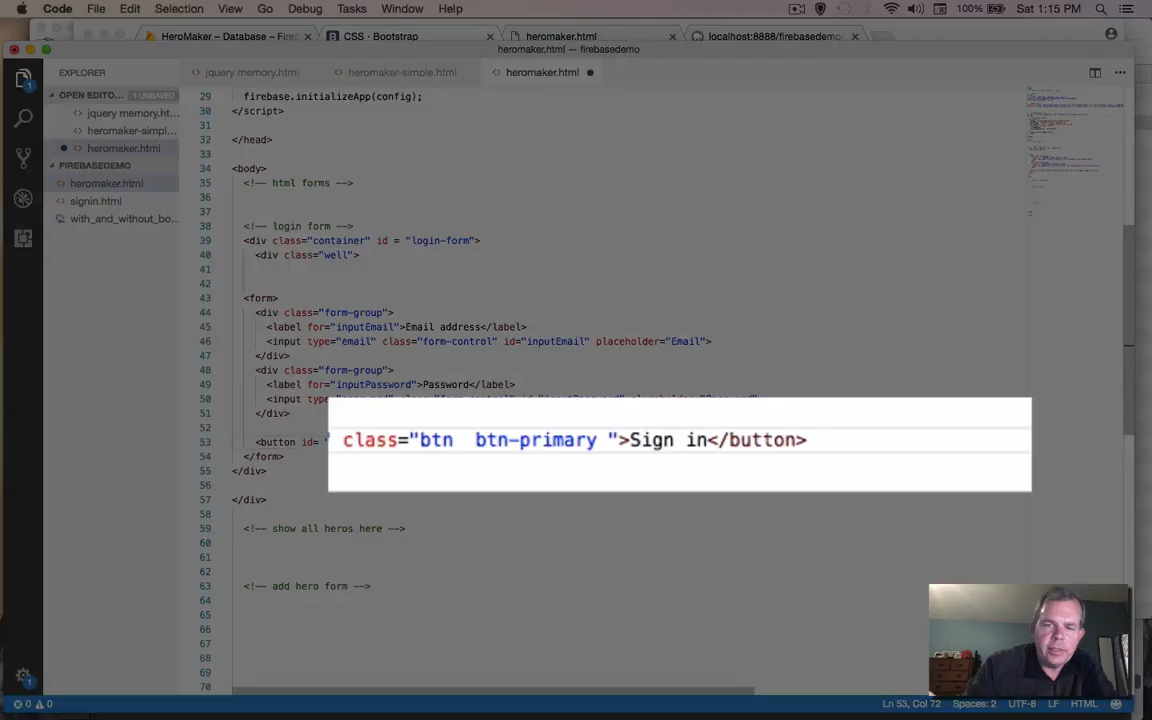 Code File Edit Selection View Go Debug Tasks Window Help 100% Sat 1:15 PM
HeroMaker – Database – Fireb CSS · Bootstrap heromaker.html localhost:8888/firebasedemo/
heromaker.html — firebasedemo
EXPLORER jquery memory.html heromaker-simple.html heromaker.html
OPEN EDITO... 1 UNSAVED
jquery memory.ht...
heromaker-simpl...
heromaker.html
FIREBASEDEMO
heromaker.html
signin.html
with_and_without_bo...
29 firebase.initializeApp(config);
30 </script>
31
32 </head>
33
34 <body>
35 <!-- html forms -->
36
37
38 <!-- login form -->
39 <div class="container" id = "login-form">
40 <div class="well">
41
42
43 <form>
44 <div class="form-group">
45 <label for="inputEmail">Email address</label>
46 <input type="email" class="form-control" id="inputEmail" placeholder="Email">
47 </div>
48 <div class="form-group">
49 <label for="inputPassword">Password</label>
50 <input
51 </div>
52
53 <button id= " class="btn  btn-primary ">Sign in</button>
54 </form>
55 </div>
56
57 </div>
58
59 <!-- show all heros here -->
60
61
62
63 <!-- add hero form -->
64
65
66
67
68
69
70
0 0 Ln 53, Col 72 Spaces: 2 UTF-8 LF HTML
1
1